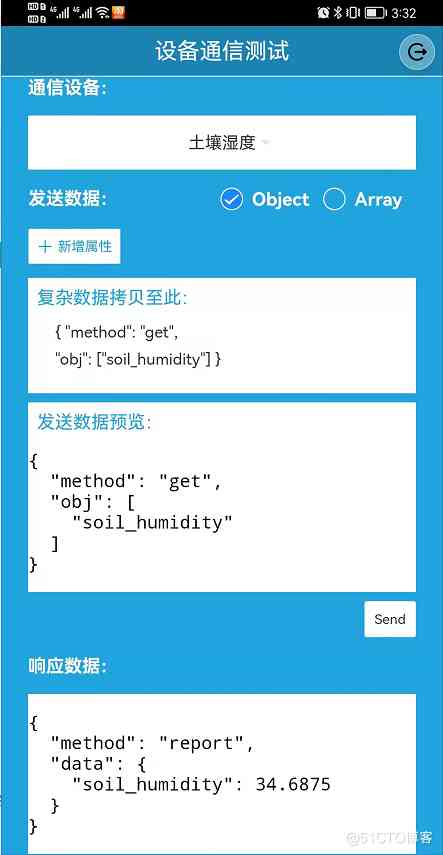 3:32
设备通信测试
通信设备:
土壤湿度
发送数据:
Object
Array
+ 新增属性
复杂数据拷贝至此:
{ "method": "get",
"obj": ["soil_humidity"] }
发送数据预览:
{
"method": "get",
"obj": [
"soil_humidity"
]
}
Send
响应数据:
{
"method": "report",
"data": {
"soil_humidity": 34.6875
}
}
@51CTO博客